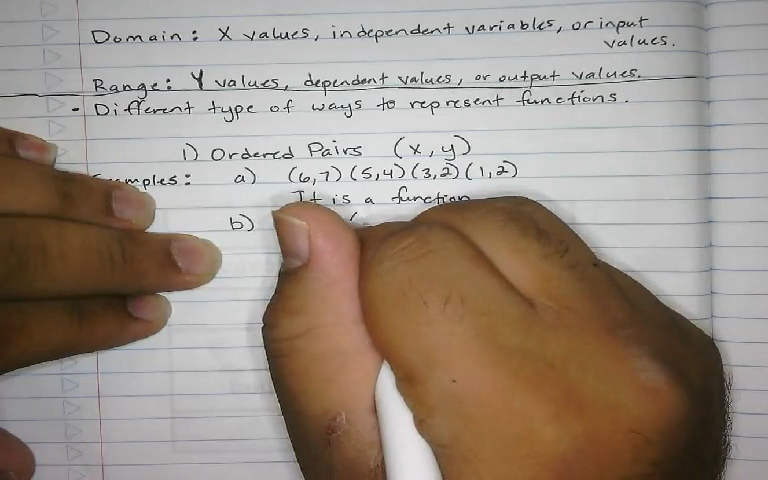 Domain: X values, independent variables, or input
values.
Range: Y values, dependent values, or output values.
- Different type of ways to represent functions.
1) Ordered Pairs (x,y)
mples: a) (6,7) (5,4) (3,2) (1,2)
It is a function
b) (